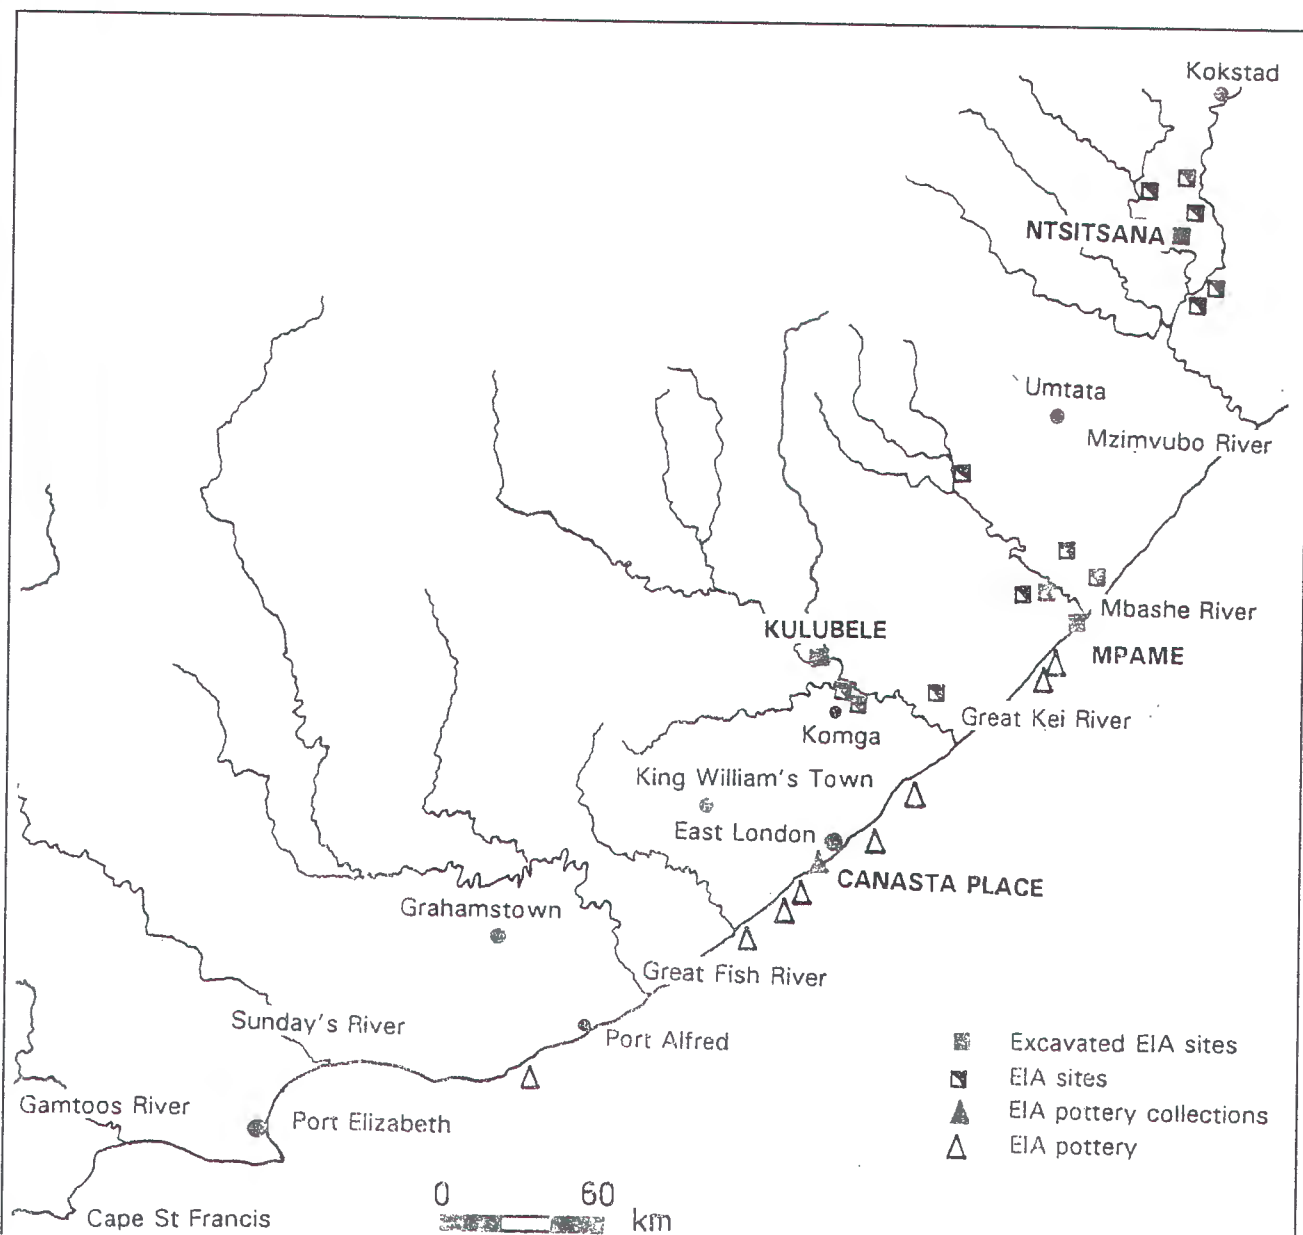 Kokstad
NTSITSANA
Umtata
Mzimvubo River
Mbashe River
KULUBELE
MPAME
Great Kei River
Komga
King William's Town
East London
CANASTA PLACE
Grahamstown
Great Fish River
Sunday's River
Port Alfred
Excavated EIA sites
EIA sites
Gamtoos River
EIA pottery collections
Port Elizabeth
EIA pottery
0 60
km
Cape St Francis